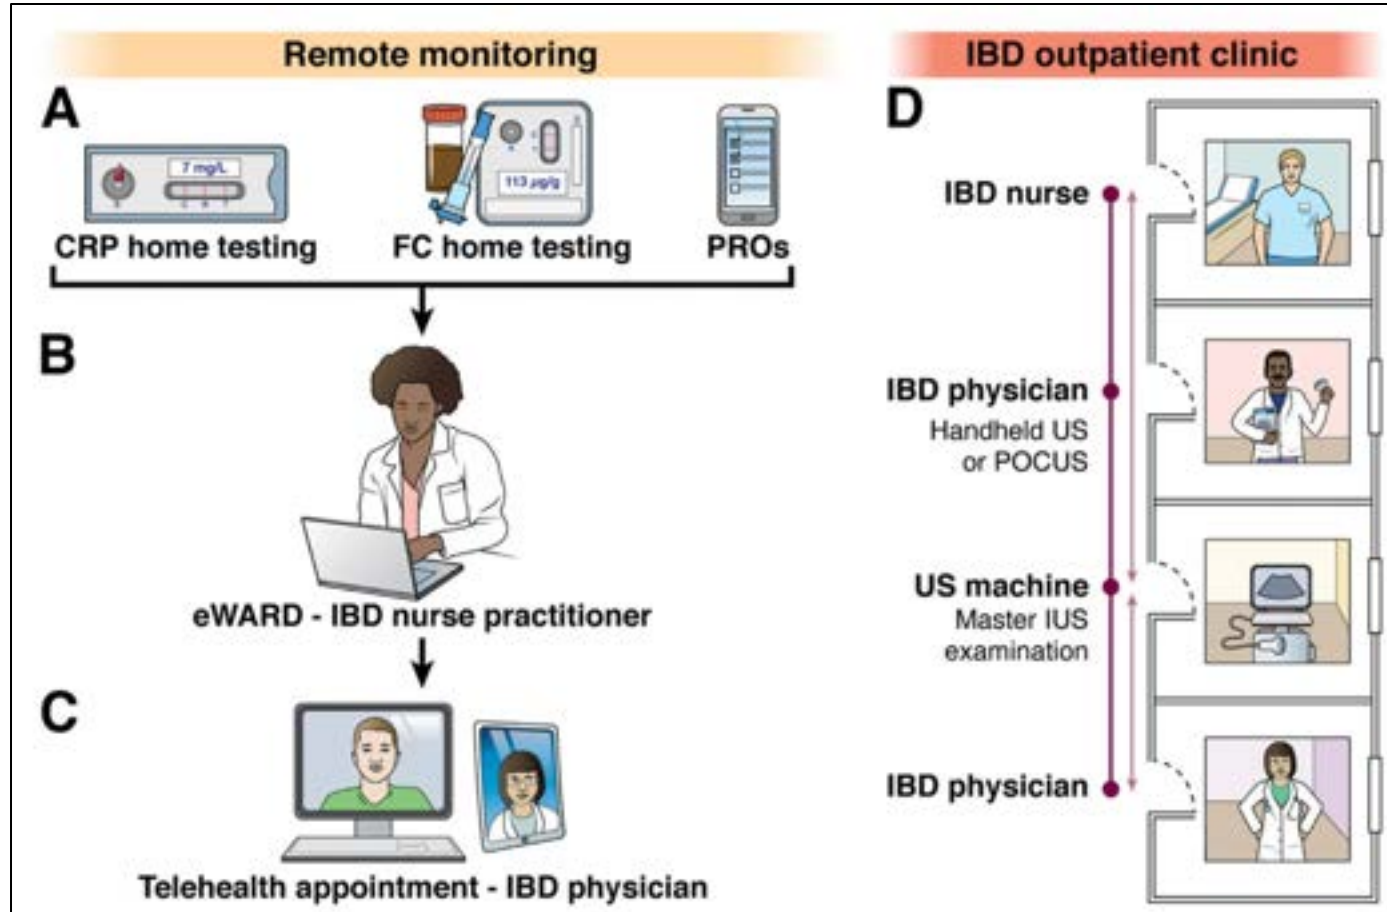 Remote monitoring
A
7 mg/L
113 µg/g
CRP home testing
FC home testing
PROs
B
eWARD - IBD nurse practitioner
C
Telehealth appointment - IBD physician
IBD outpatient clinic
D
IBD nurse
IBD physician
Handheld US
or POCUS
US machine
Master IUS
examination
IBD physician